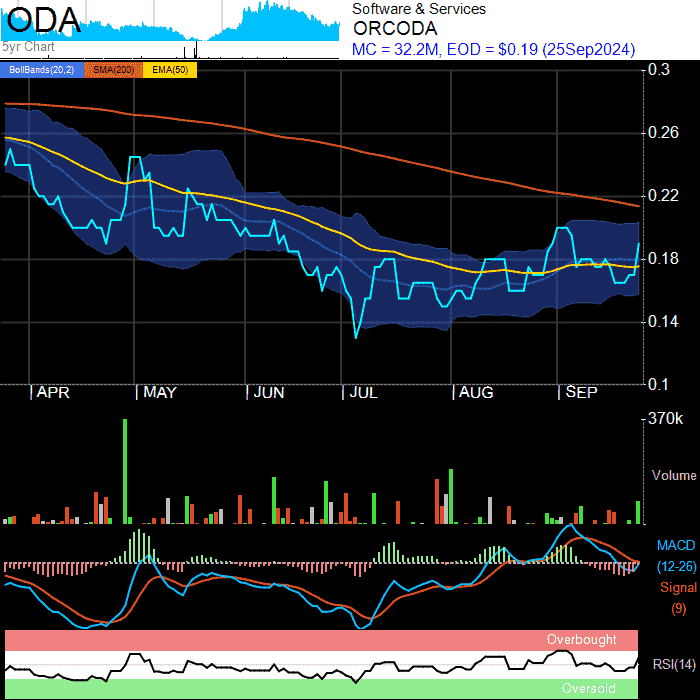 ODA
5yr Chart
Software & Services
ORCODA
MC = 32.2M, EOD = $0.19 (25Sep2024)
BollBands(20,2) SMA(200) EMA(50)
0.3
0.26
0.22
0.18
0.14
0.1
APR MAY JUN JUL AUG SEP
370k
Volume
MACD
(12-26)
Signal
(9)
Overbought
RSI(14)
Oversold